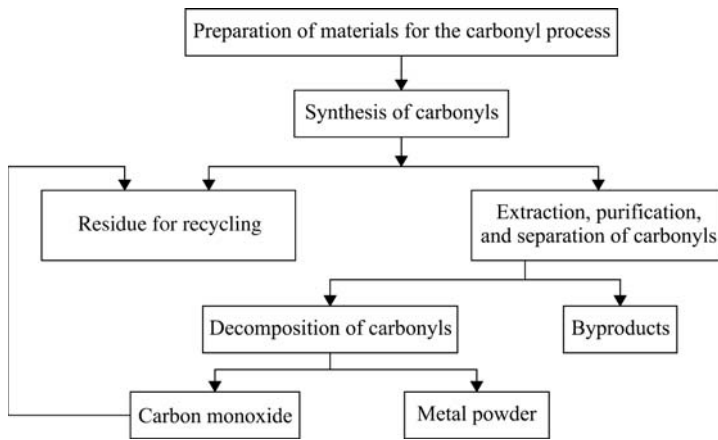 Preparation of materials for the carbonyl process
Synthesis of carbonyls
Residue for recycling
Extraction, purification,
and separation of carbonyls
Decomposition of carbonyls
Byproducts
Carbon monoxide
Metal powder